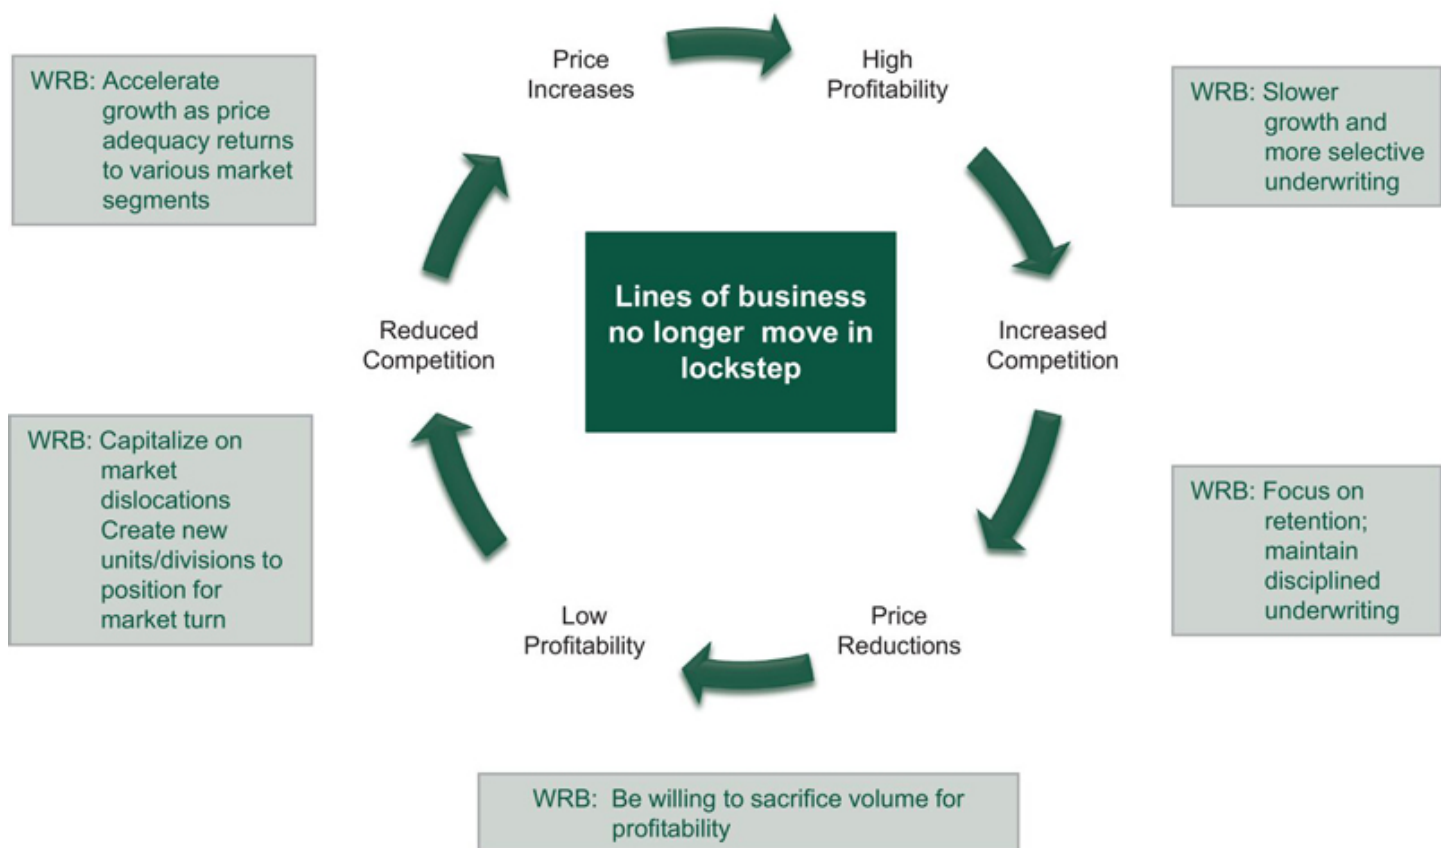 Price
Increases
High
Profitability
WRB: Accelerate
growth as price
adequacy returns
to various market
segments
WRB: Slower
growth and
more selective
underwriting
Lines of business
no longer move in
lockstep
Reduced
Competition
Increased
Competition
WRB: Capitalize on
market
dislocations
Create new
units/divisions to
position for
market turn
WRB: Focus on
retention;
maintain
disciplined
underwriting
Low
Profitability
Price
Reductions
WRB: Be willing to sacrifice volume for
profitability